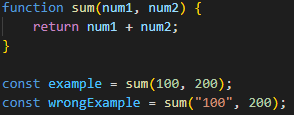 function sum(num1, num2) {
    return num1 + num2;
}

const example = sum(100, 200);
const wrongExample = sum("100", 200);